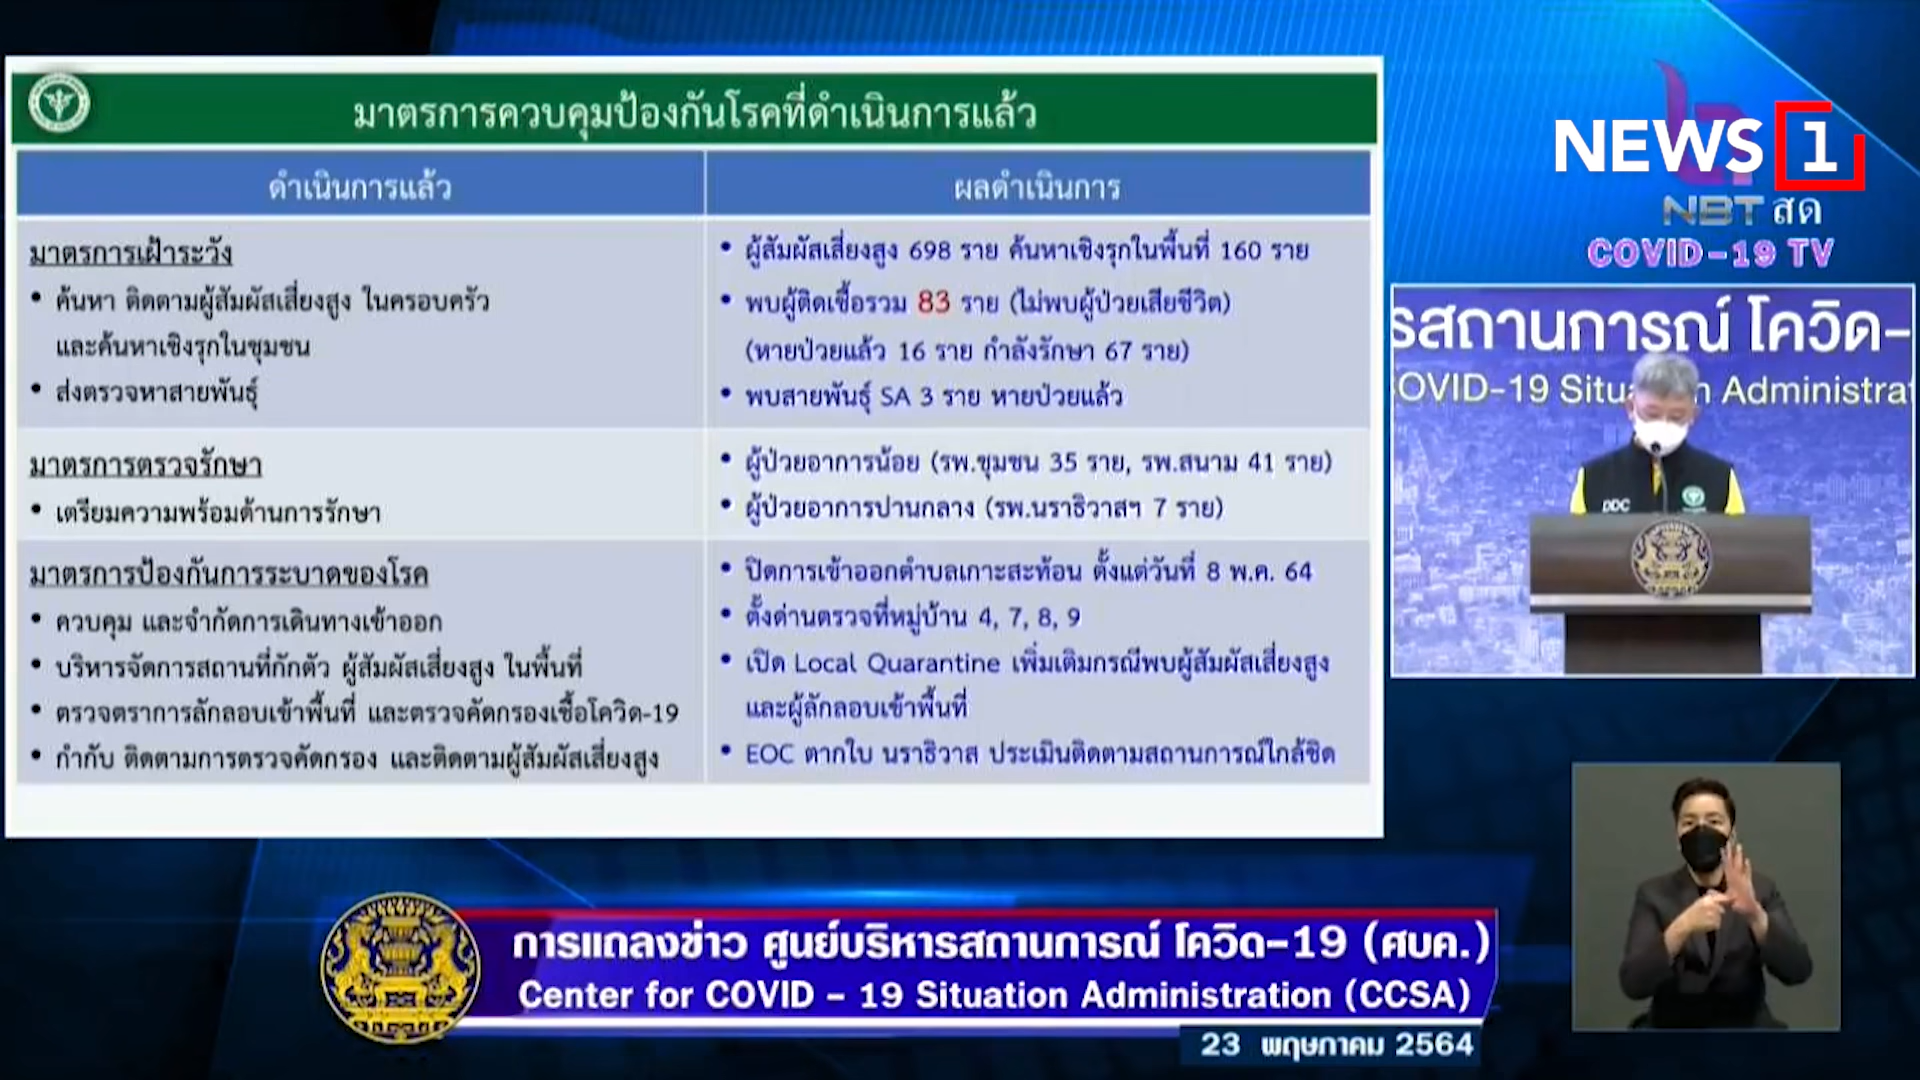 มาตรการควบคุมป้องกันโรคที่ดำเนินการแล้ว
ดำเนินการแล้ว
ผลดำเนินการ
มาตรการเฝ้าระวัง
• ค้นหา ติดตามผู้สัมผัสเสี่ยงสูง ในครอบครัว
และค้นหาเชิงรุกในชุมชน
• ส่งตรวจหาสายพันธุ์
• ผู้สัมผัสเสี่ยงสูง 698 ราย ค้นหาเชิงรุกในพื้นที่ 160 ราย
• พบผู้ติดเชื้อรวม 83 ราย (ไม่พบผู้ป่วยเสียชีวิต)
(หายป่วยแล้ว 16 ราย กำลังรักษา 67 ราย)
• พบสายพันธุ์ SA 3 ราย หายป่วยแล้ว
มาตรการตรวจรักษา
• เตรียมความพร้อมด้านการรักษา
• ผู้ป่วยอาการน้อย (รพ.ชุมชน 35 ราย, รพ.สนาม 41 ราย)
• ผู้ป่วยอาการปานกลาง (รพ.นราธิวาสฯ 7 ราย)
มาตรการป้องกันการระบาดของโรค
• ควบคุม และจำกัดการเดินทางเข้าออก
• บริหารจัดการสถานที่กักตัว ผู้สัมผัสเสี่ยงสูง ในพื้นที่
• ตรวจตราการลักลอบเข้าพื้นที่ และตรวจคัดกรองเชื้อโควิด-19
• กำกับ ติดตามการตรวจคัดกรอง และติดตามผู้สัมผัสเสี่ยงสูง
• ปิดการเข้าออกตำบลเกาะสะท้อน ตั้งแต่วันที่ 8 พ.ค. 64
• ตั้งด่านตรวจที่หมู่บ้าน 4, 7, 8, 9
• เปิด Local Quarantine เพิ่มเติมกรณีพบผู้สัมผัสเสี่ยงสูง
และผู้ลักลอบเข้าพื้นที่
• EOC ตากใบ นราธิวาส ประเมินติดตามสถานการณ์ใกล้ชิด
NEWS 1
NBT สด
COVID-19 TV
รสถานการณ์ โควิด-
OVID-19 Situ n Administra
DDC
การแถลงข่าว ศูนย์บริหารสถานการณ์ โควิด-19 (ศบค.)
Center for COVID - 19 Situation Administration (CCSA)
23 พฤษภาคม 2564